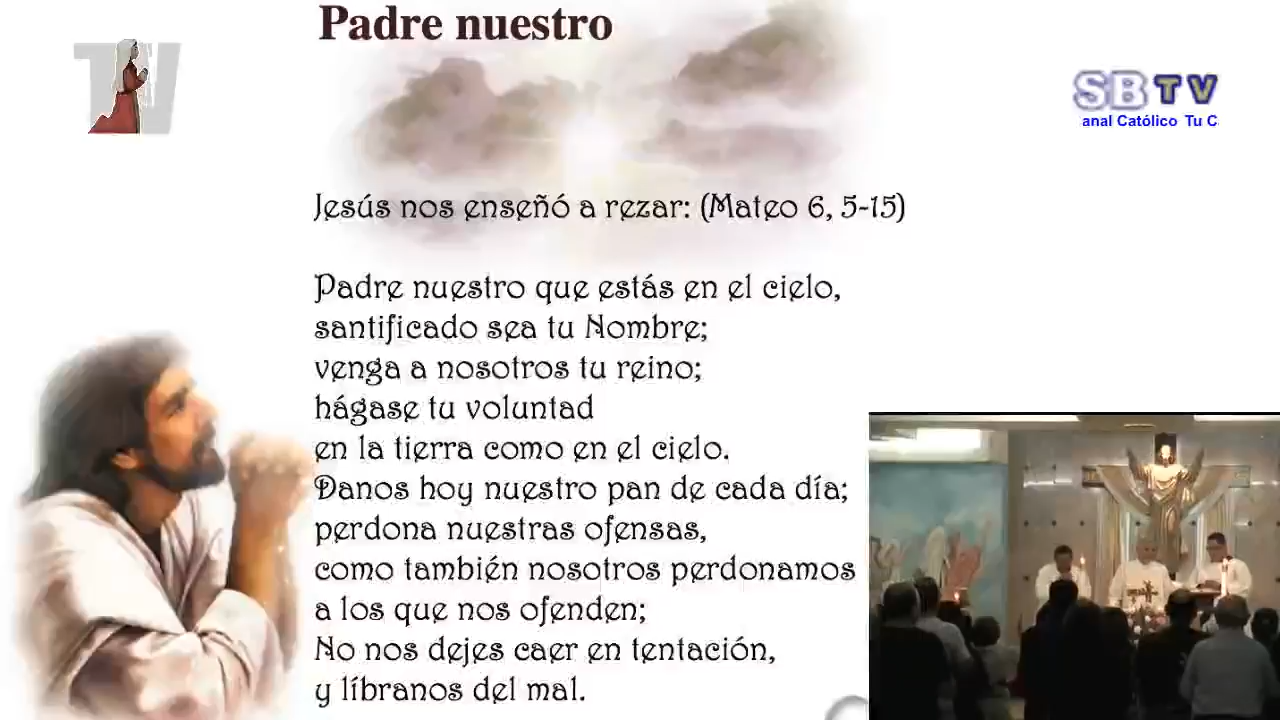 Padre nuestro
TV
SBTV
anal Católico Tu C
Jesús nos enseñó a rezar: (Mateo 6, 5-15)
Padre nuestro que estás en el cielo,
santificado sea tu Nombre;
venga a nosotros tu reino;
hágase tu voluntad
en la tierra como en el cielo.
Danos hoy nuestro pan de cada día;
perdona nuestras ofensas,
como también nosotros perdonamos
a los que nos ofenden;
No nos dejes caer en tentación,
y líbranos del mal.